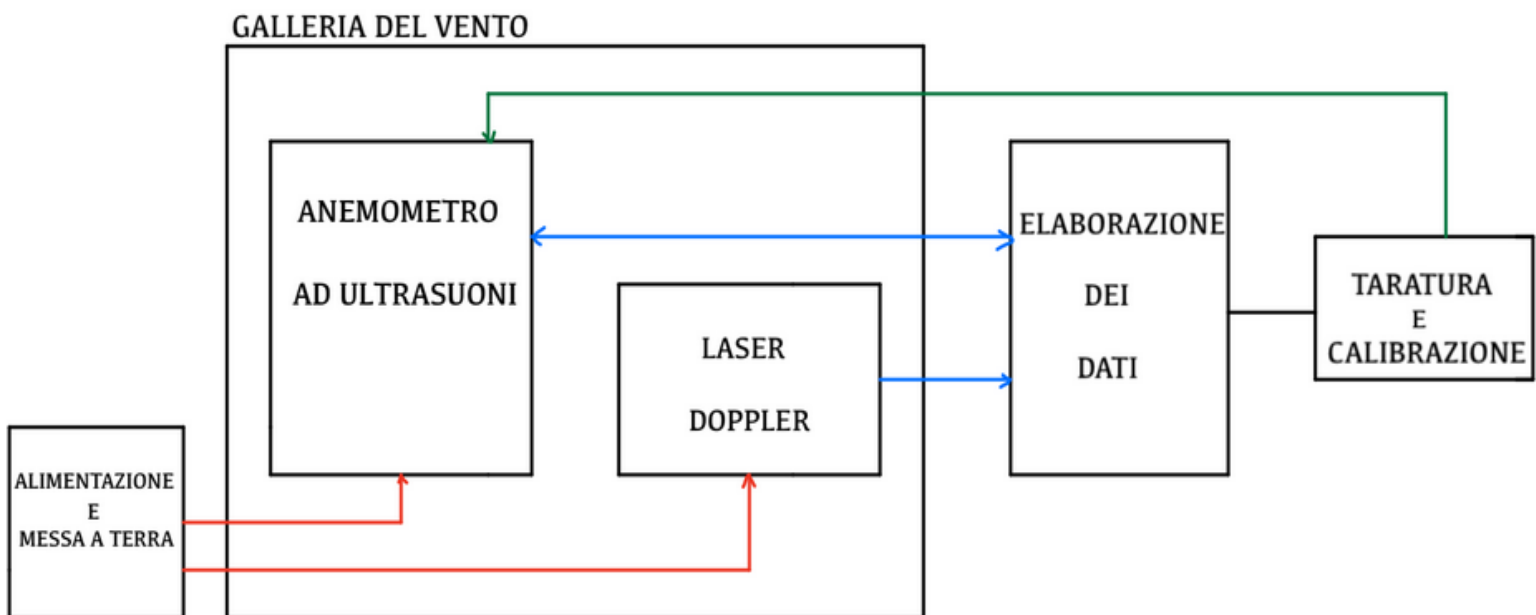 GALLERIA DEL VENTO
ANEMOMETRO
AD ULTRASUONI
LASER
DOPPLER
ELABORAZIONE
DEI
DATI
TARATURA
E
CALIBRAZIONE
ALIMENTAZIONE
E
MESSA A TERRA